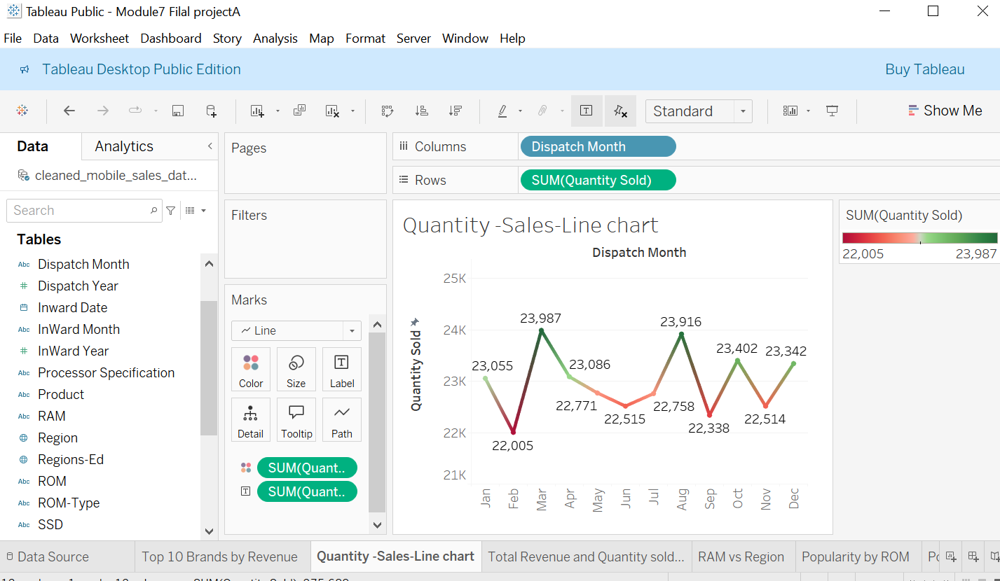 Tableau Public - Module7 Filal projectA
File Data Worksheet Dashboard Story Analysis Map Format Server Window Help
Tableau Desktop Public Edition Buy Tableau
Standard Show Me
Data Analytics
cleaned_mobile_sales_dat...
Search
Tables
Abc Dispatch Month
# Dispatch Year
Inward Date
Abc InWard Month
# InWard Year
Abc Processor Specification
Abc Product
Abc RAM
Region
Regions-Ed
Abc ROM
Abc ROM-Type
Abc SSD
Pages
Filters
Marks
Line
Color Size Label
Detail Tooltip Path
SUM(Quant..
SUM(Quant..
Columns Dispatch Month
Rows SUM(Quantity Sold)
Quantity -Sales-Line chart
Dispatch Month
Quantity Sold
25K
24K
23K
22K
21K
23,055
22,005
23,987
23,086
22,771
22,515
22,758
23,916
22,338
23,402
22,514
23,342
Jan Feb Mar Apr May Jun Jul Aug Sep Oct Nov Dec
SUM(Quantity Sold)
22,005 23,987
Data Source Top 10 Brands by Revenue Quantity -Sales-Line chart Total Revenue and Quantity sold... RAM vs Region Popularity by ROM